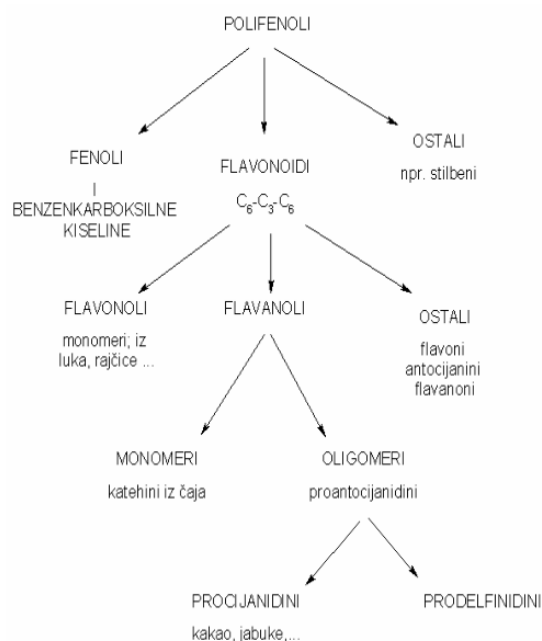 POLIFENOLI
FENOLI
I
BENZENKARBOKSILNE
KISELINE
FLAVONOIDI
C₆-C₃-C₆
OSTALI
npr. stilbeni
FLAVONOLI
monomeri; iz
luka, rajčice ...
FLAVANOLI
OSTALI
flavoni
antocijanini
flavanoni
MONOMERI
katehini iz čaja
OLIGOMERI
proantocijanidini
PROCIJANIDINI
kakao, jabuke,...
PRODELFINIDINI